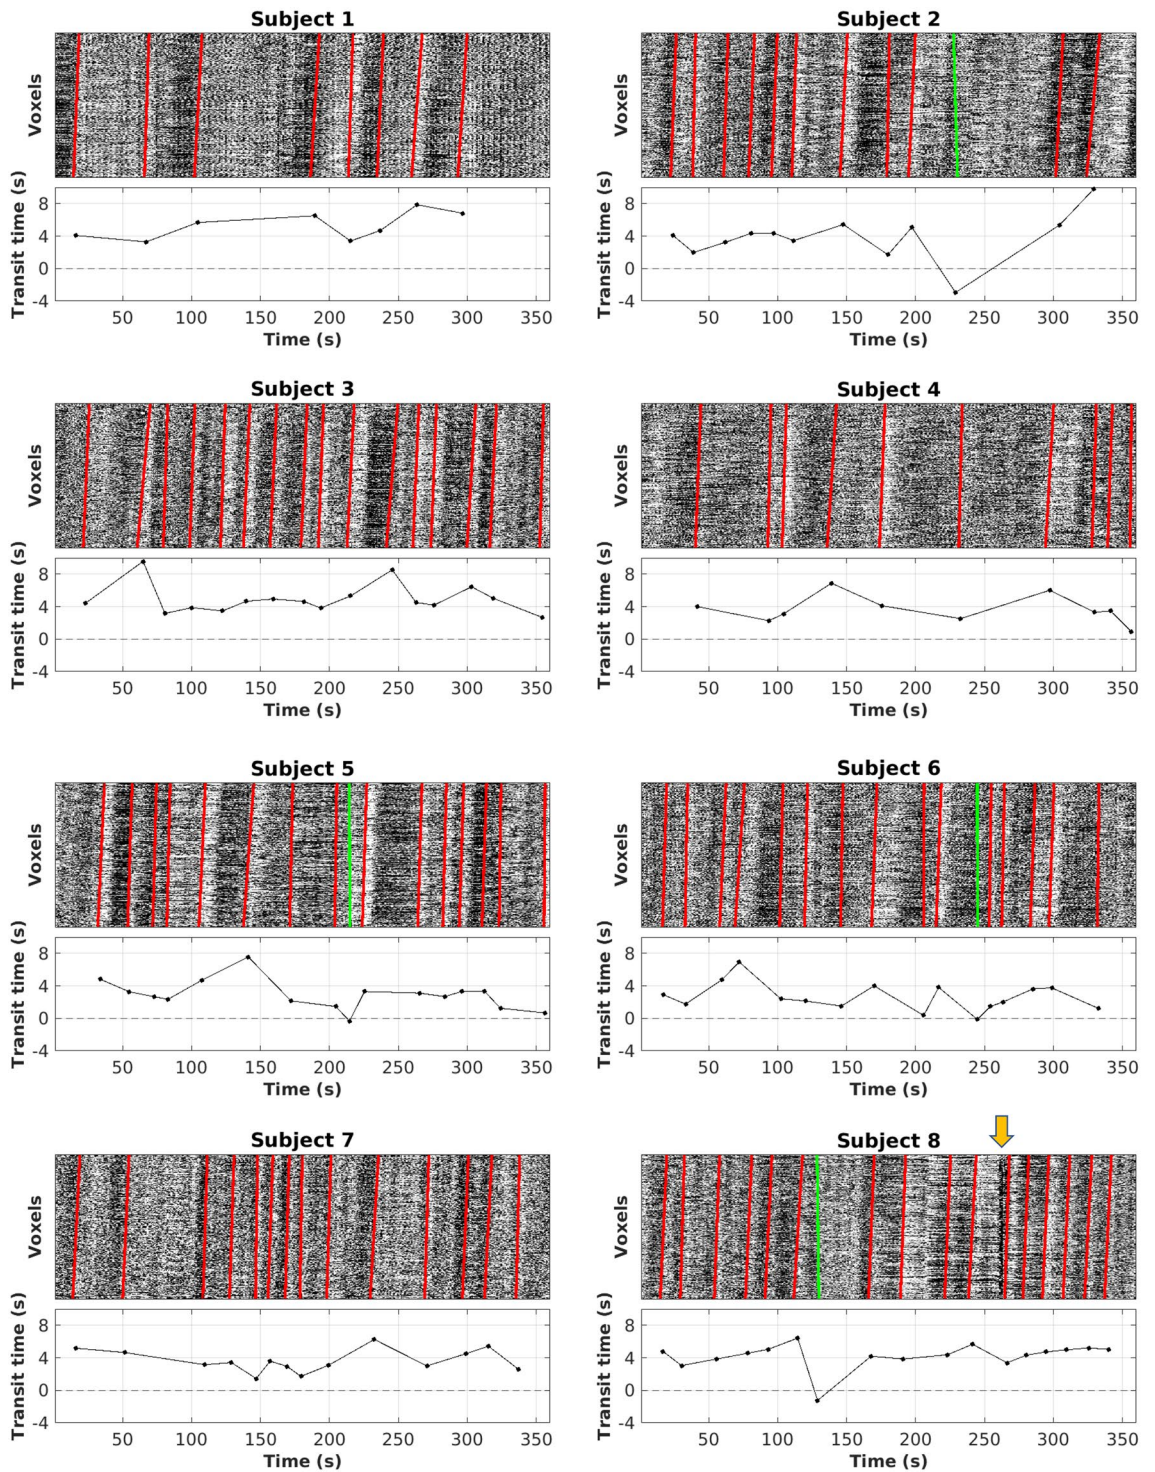 Subject 1
Subject 2
Voxels
Voxels
Transit time (s)
8
4
0
-4
50 100 150 200 250 300 350
Time (s)
Transit time (s)
8
4
0
-4
50 100 150 200 250 300 350
Time (s)
Subject 3
Subject 4
Voxels
Voxels
Transit time (s)
8
4
0
-4
50 100 150 200 250 300 350
Time (s)
Transit time (s)
8
4
0
-4
50 100 150 200 250 300 350
Time (s)
Subject 5
Subject 6
Voxels
Voxels
Transit time (s)
8
4
0
-4
50 100 150 200 250 300 350
Time (s)
Transit time (s)
8
4
0
-4
50 100 150 200 250 300 350
Time (s)
Subject 7
Subject 8
Voxels
Voxels
Transit time (s)
8
4
0
-4
50 100 150 200 250 300 350
Time (s)
Transit time (s)
8
4
0
-4
50 100 150 200 250 300 350
Time (s)